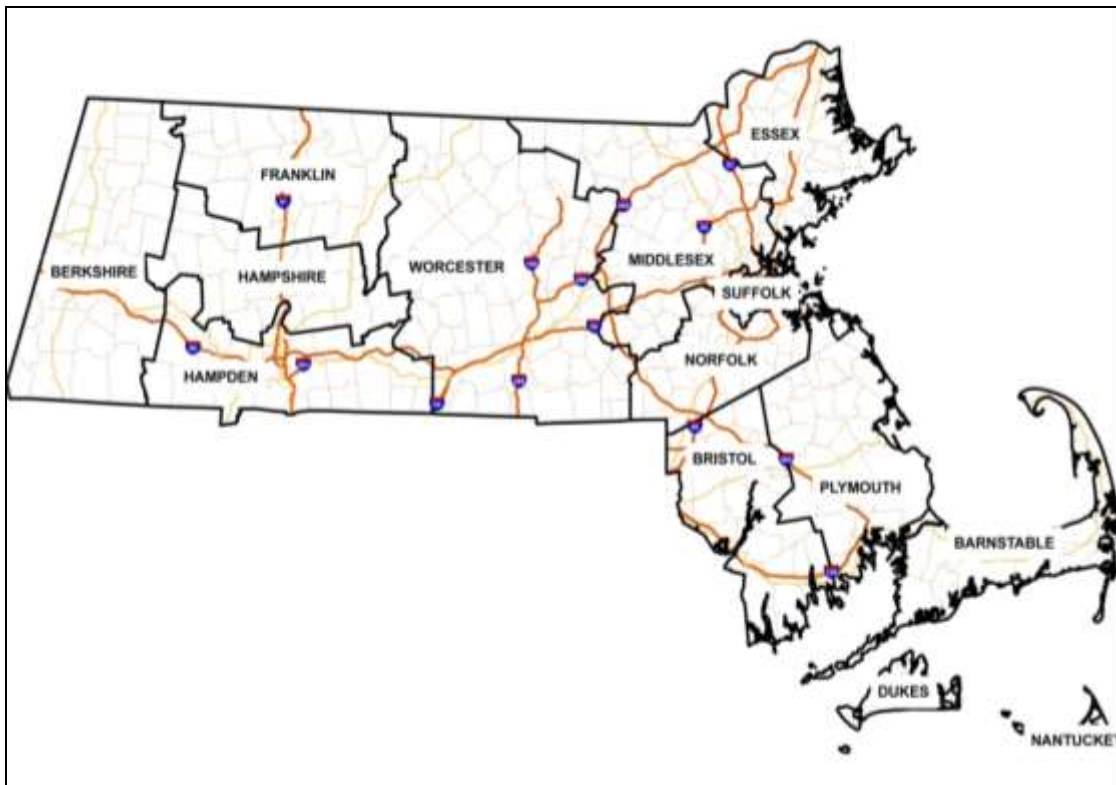 ESSEX
FRANKLIN
WORCESTER
MIDDLESEX
BERKSHIRE
HAMPSHIRE
SUFFOLK
NORFOLK
HAMPDEN
BRISTOL
PLYMOUTH
BARNSTABLE
DUKES
NANTUCKET